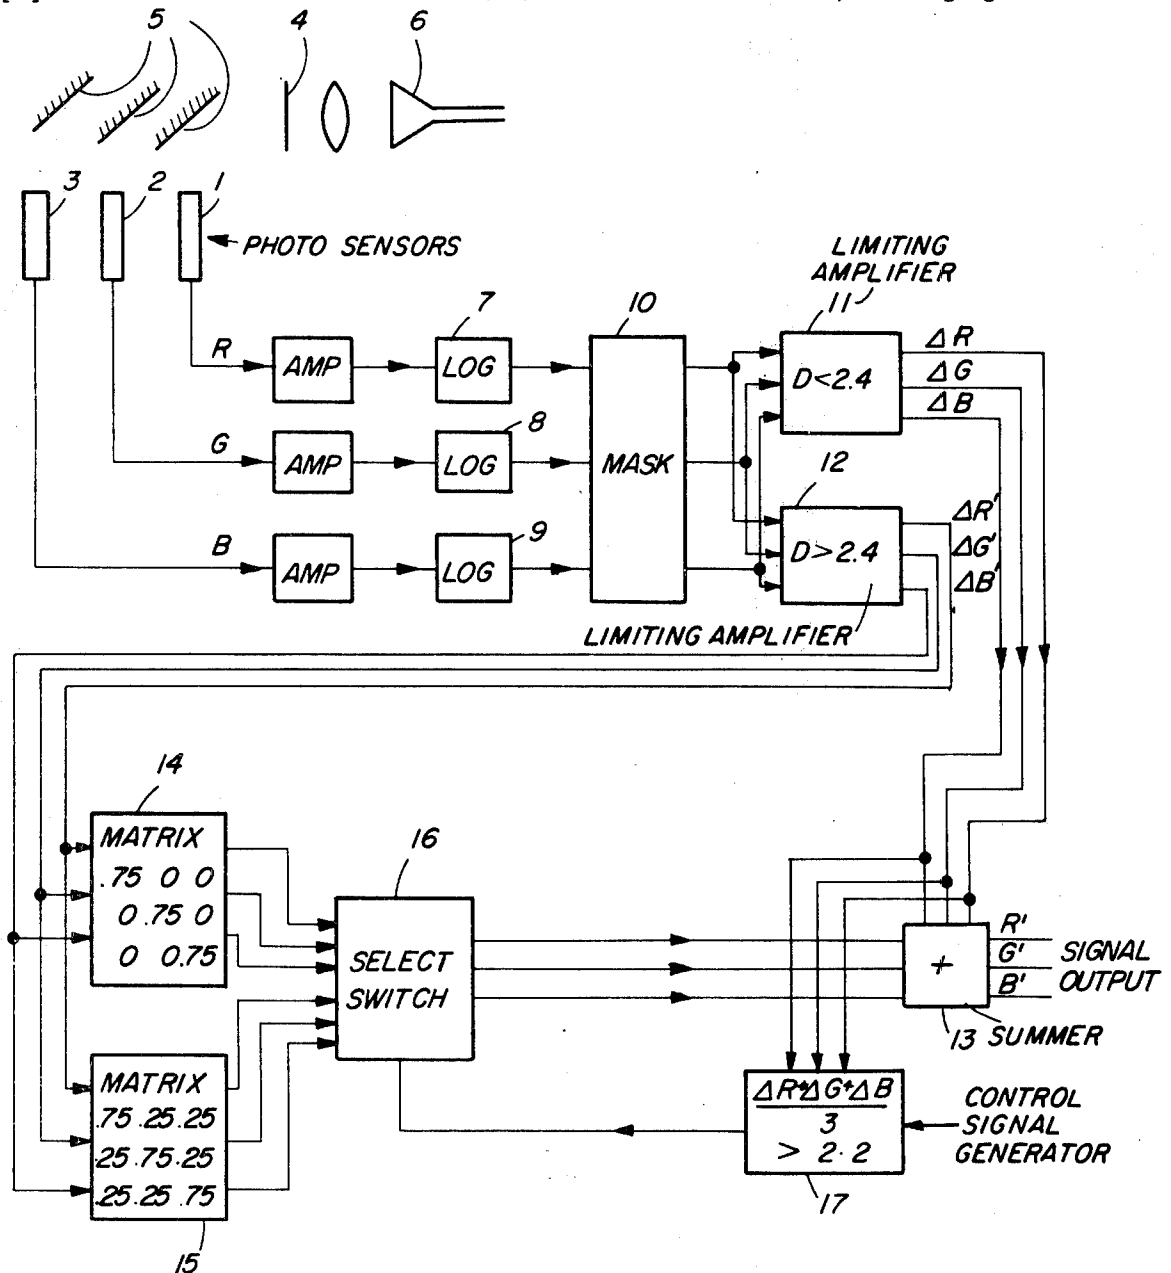 5
4
6
3
2
1
PHOTO SENSORS
LIMITING
AMPLIFIER
11
7
10
R
AMP
LOG
D<2.4
ΔR
ΔG
ΔB
8
G
AMP
LOG
MASK
12
9
B
AMP
LOG
D>2.4
ΔR'
ΔG'
ΔB'
LIMITING AMPLIFIER
14
MATRIX
.75 0 0
0 .75 0
0 0.75
16
SELECT
SWITCH
+
R'
G'
B'
SIGNAL
OUTPUT
13 SUMMER
MATRIX
.75 .25 .25
.25 .75 .25
.25 .25 .75
15
ΔR+ΔG+ΔB
3
> 2.2
17
CONTROL
SIGNAL
GENERATOR